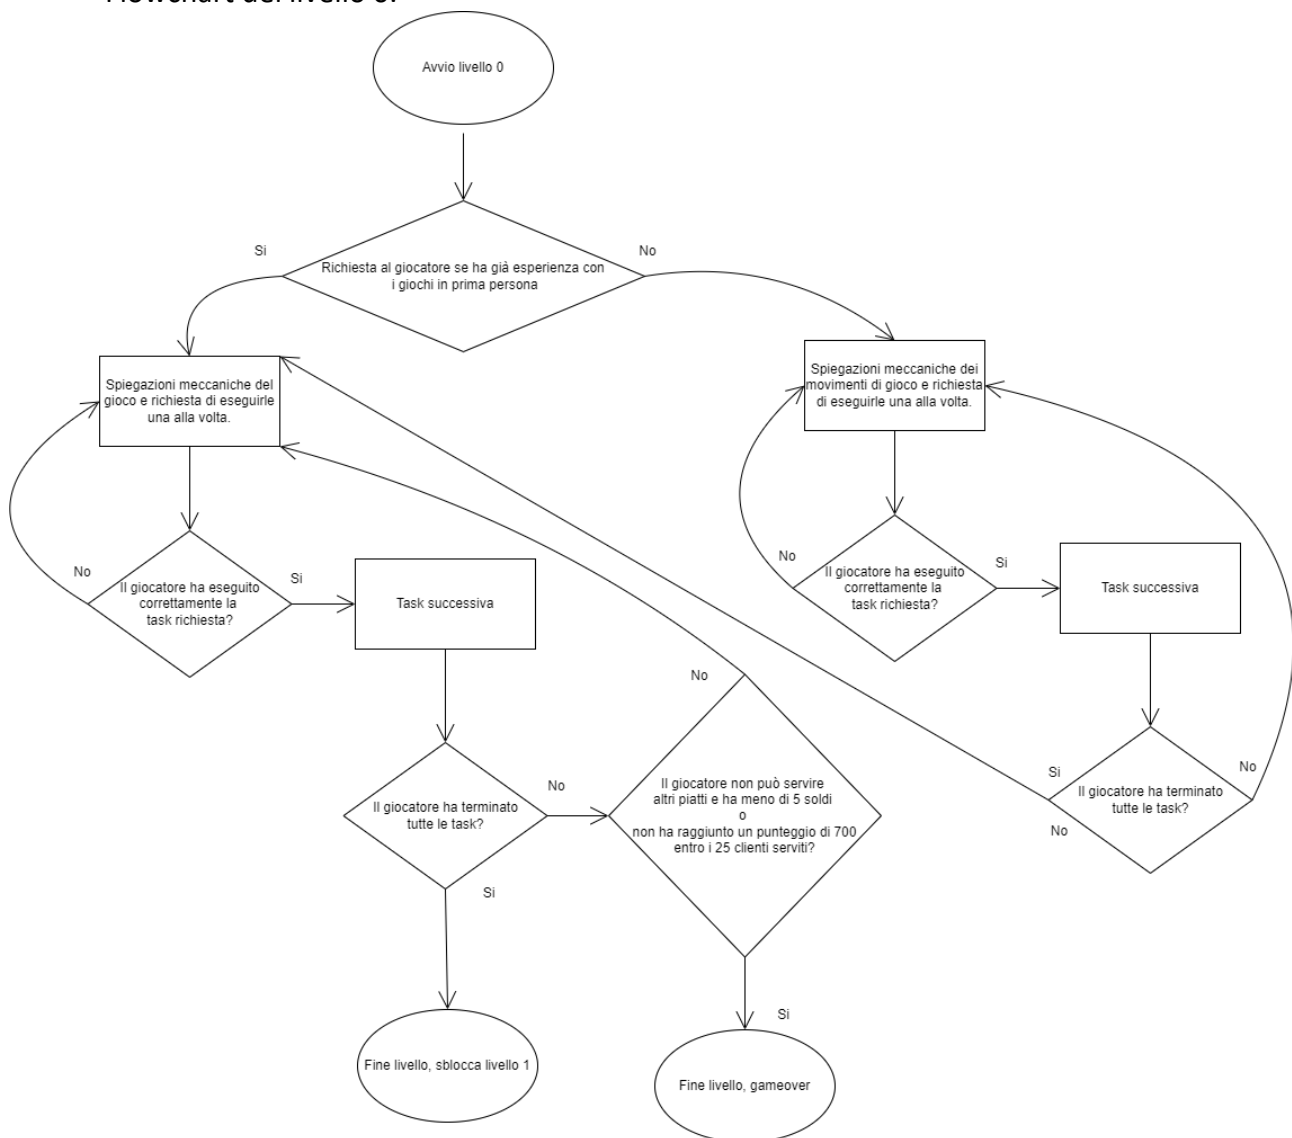 Flowchart del livello 0:
Avvio livello 0
Si
No
Richiesta al giocatore se ha già esperienza con
i giochi in prima persona
Spiegazioni meccaniche del
gioco e richiesta di eseguirle
una alla volta.
Spiegazioni meccaniche dei
movimenti di gioco e richiesta
di eseguirle una alla volta.
No
Il giocatore ha eseguito
correttamente la
task richiesta?
Si
Task successiva
No
Il giocatore ha eseguito
correttamente la
task richiesta?
Si
Task successiva
Il giocatore ha terminato
tutte le task?
No
Si
No
Il giocatore non può servire
altri piatti e ha meno di 5 soldi
o
non ha raggiunto un punteggio di 700
entro i 25 clienti serviti?
Si
Si
No
No
Il giocatore ha terminato
tutte le task?
Fine livello, sblocca livello 1
Fine livello, gameover